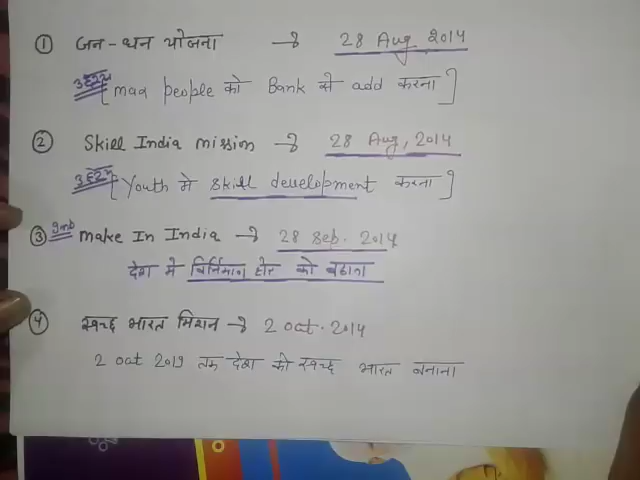 ① जन-धन योजना → 28 Aug 2014
उद्देश्य [max people को Bank से add करना]
② Skill India mission → 28 Aug, 2014
उद्देश्य [Youth मे skill development करना]
③ Make In India → 28 Sep. 2014
देश मे को बढाना
④ स्वच्छ भारत मिशन → 2 Oct. 2014
2 Oct 2019 तक देश को स्वच्छ भारत बनाना